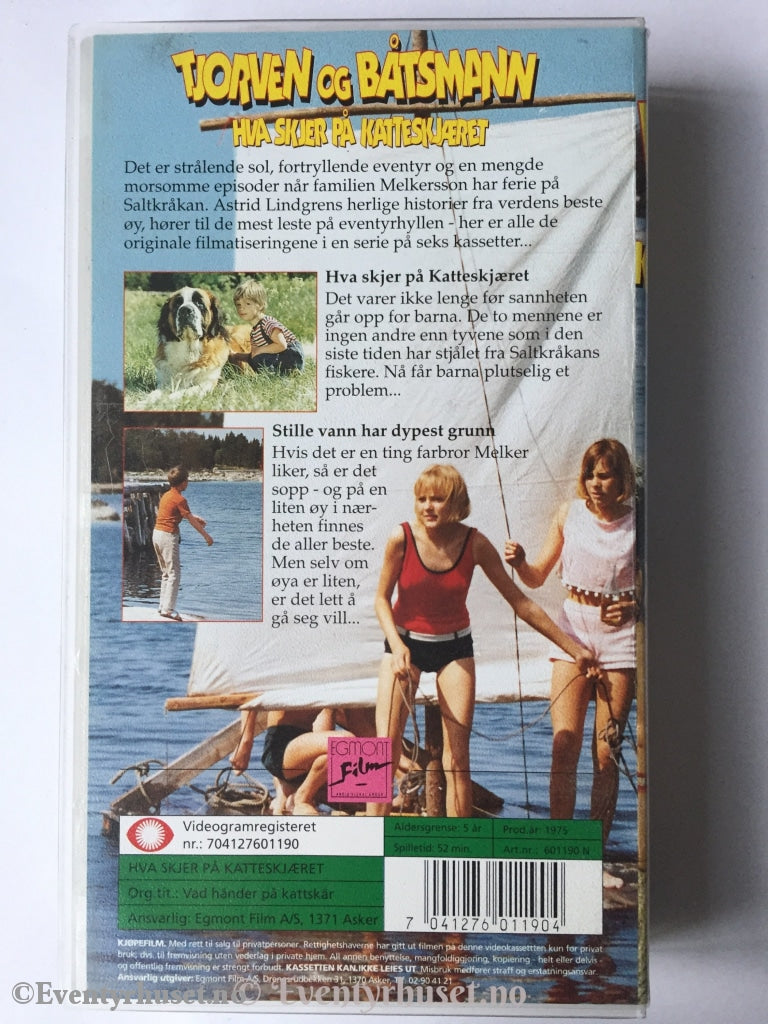 TJORVEN OG BÅTSMANN
HVA SKJER PÅ KATTESKJÆRET
Det er strålende sol, fortryllende eventyr og en mengde
morsomme episoder når familien Melkersson har ferie på
Saltkråkan. Astrid Lindgrens herlige historier fra verdens beste
øy, hører til de mest leste på eventyrhyllen - her er alle de
originale filmatiseringene i en serie på seks kassetter...
Hva skjer på Katteskjæret
Det varer ikke lenge før sannheten
går opp for barna. De to mennene er
ingen andre enn tyvene som i den
siste tiden har stjålet fra Saltkråkans
fiskere. Nå får barna plutselig et
problem...
Stille vann har dypest grunn
Hvis det er en ting farbror Melker
liker, så er det
sopp - og på en
liten øy i nær-
heten finnes
de aller beste.
Men selv om
øya er liten,
er det lett å
gå seg vill...
EGMONT
Film
Videogramregisteret
nr.: 704127601190
Aldersgrense: 5 år
Prod.år: 1975
Spilletid: 52 min.
Art.nr.: 601190 N
HVA SKJER PÅ KATTESKJÆRET
Org.tit.: Vad händer på kattskär
Ansvarlig: Egmont Film A/S, 1371 Asker
7 041276 011904
KJØPEFILM. Med rett til salg til privatpersoner. Rettighetshaverne har gitt ut filmen på denne videokassettten kun for privat
bruk, dvs. til fremvisning uten vederlag i private hjem. All annen benyttelse, mangfoldiggjøring, kopiering - helt eller delvis -
og offentlig fremvisning er strengt forbudt. KASSETTEN KAN IKKE LEIES UT. Misbruk medfører straff og erstatningsansvar.
Ansvarlig utgiver: Egmont Film A/S, Drengsrudbekken 31, 1370 Asker, Tlf: 02-90 41 21
©Eventyrhuset.no © Eventyrhuset.no